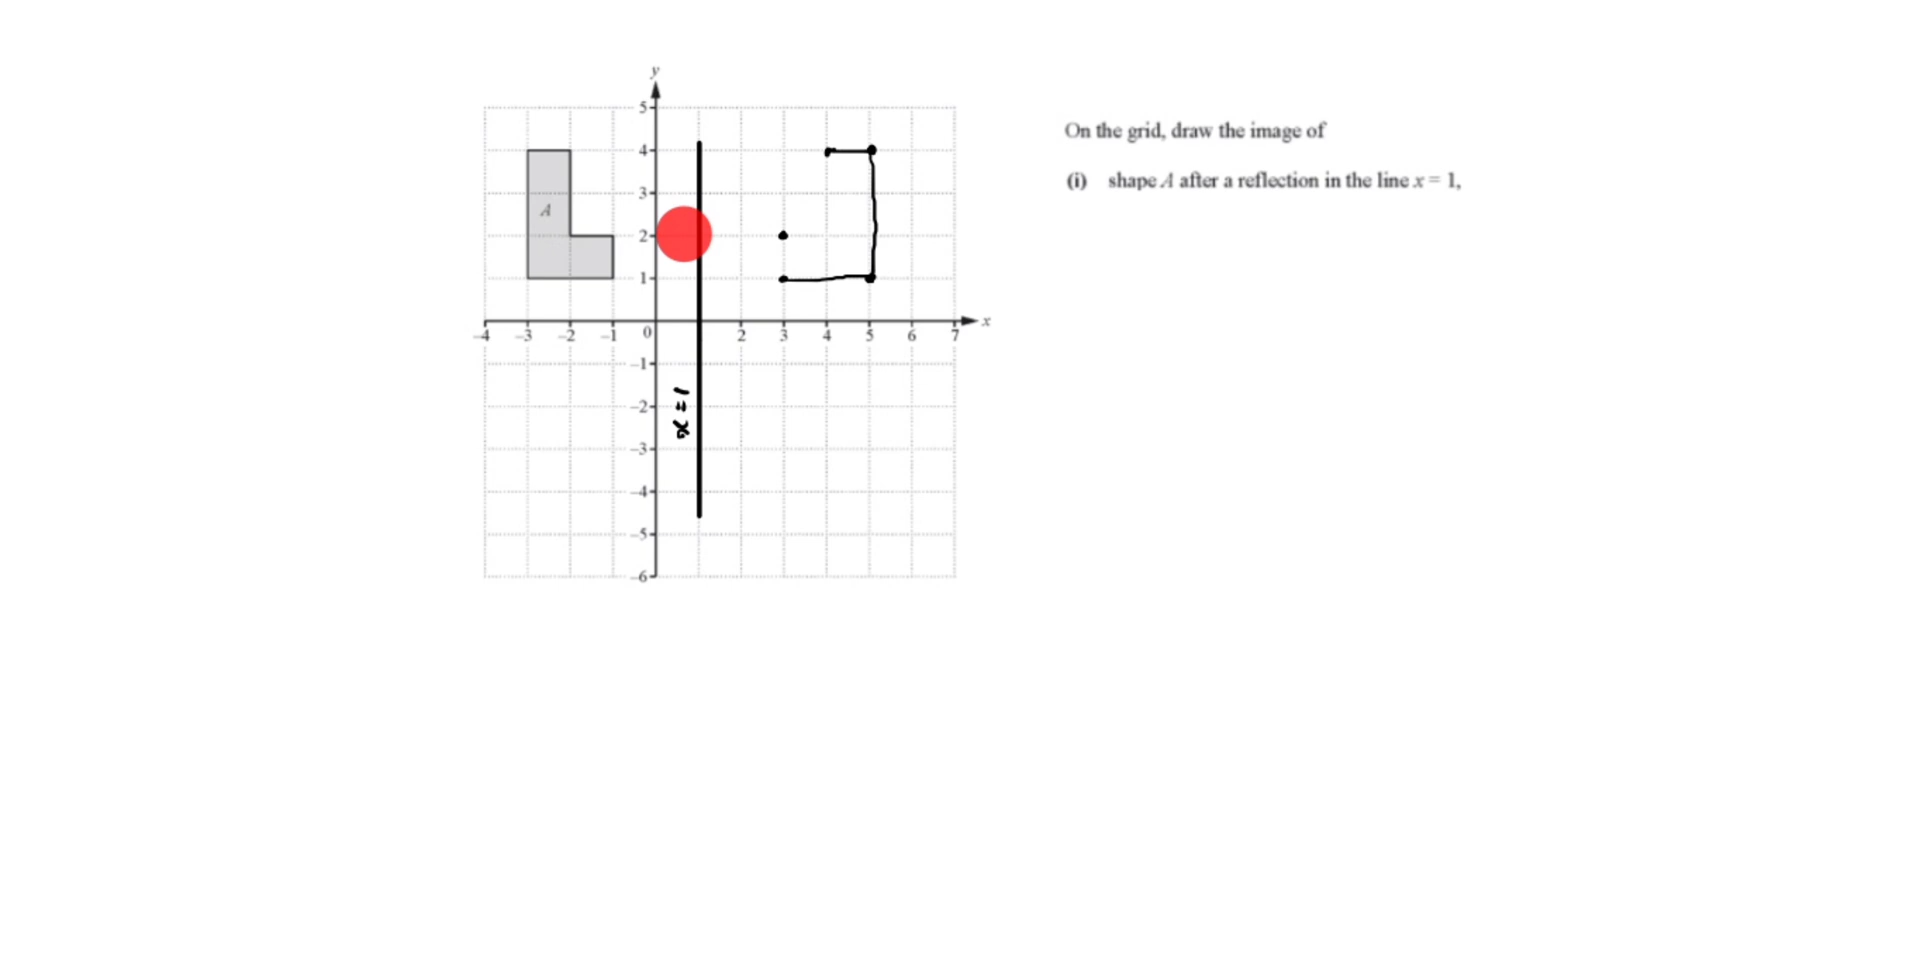 y
5
4
3
A
2
1
-4 -3 -2 -1 0 2 3 4 5 6 7 x
-1
x=1
-2
-3
-4
-5
-6
On the grid, draw the image of
(i) shape A after a reflection in the line x = 1,